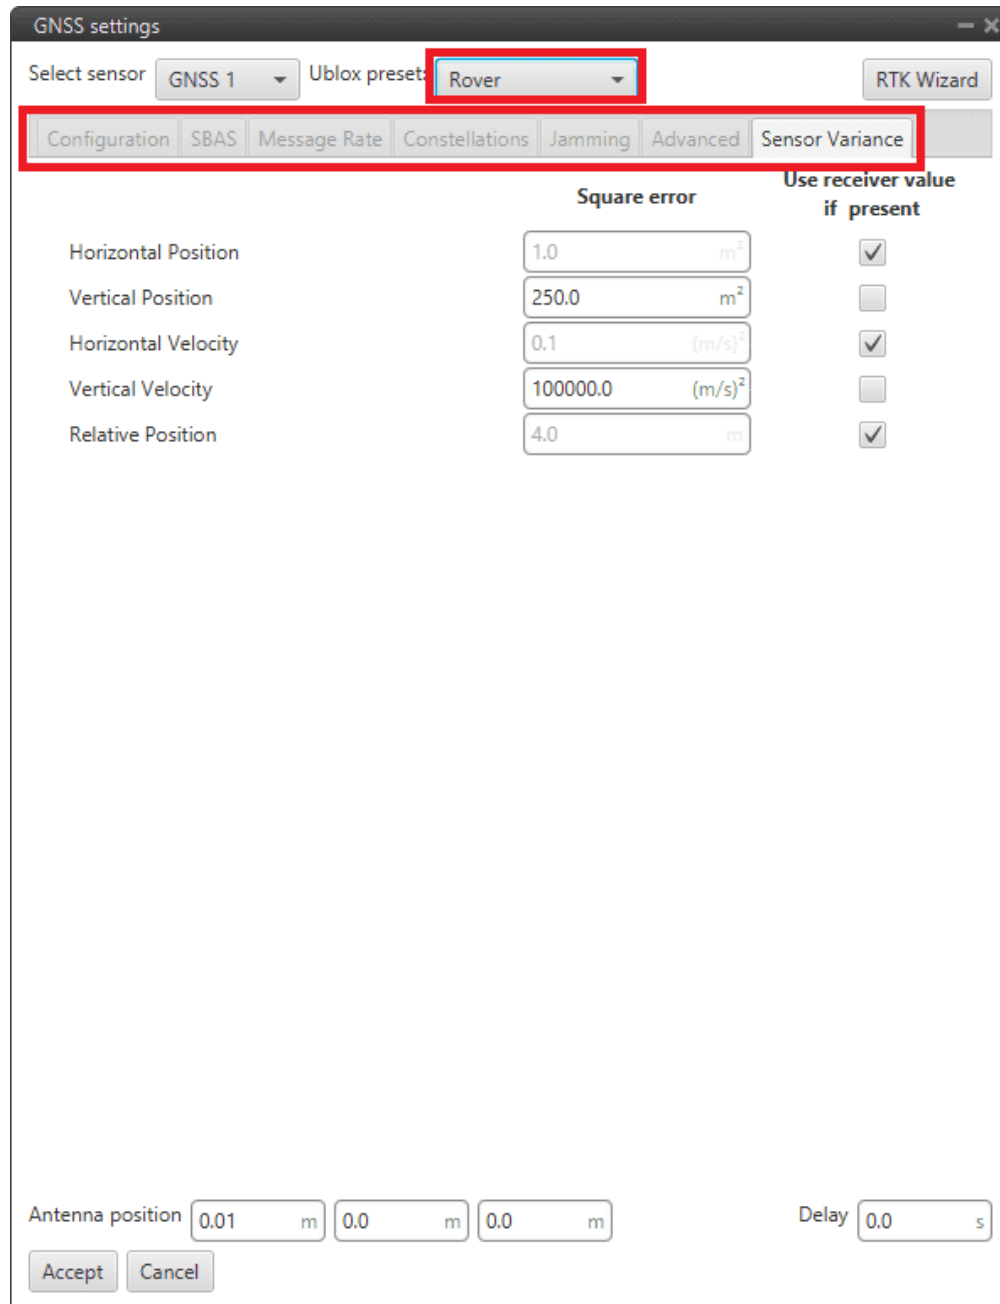 GNSS settings
Select sensor GNSS 1 Ublox preset: Rover RTK Wizard
Configuration SBAS Message Rate Constellations Jamming Advanced Sensor Variance
Square error Use receiver value if present
Horizontal Position 1.0 m²
Vertical Position 250.0 m²
Horizontal Velocity 0.1 (m/s)²
Vertical Velocity 100000.0 (m/s)²
Relative Position 4.0 m
Antenna position 0.01 m 0.0 m 0.0 m Delay 0.0 s
Accept Cancel